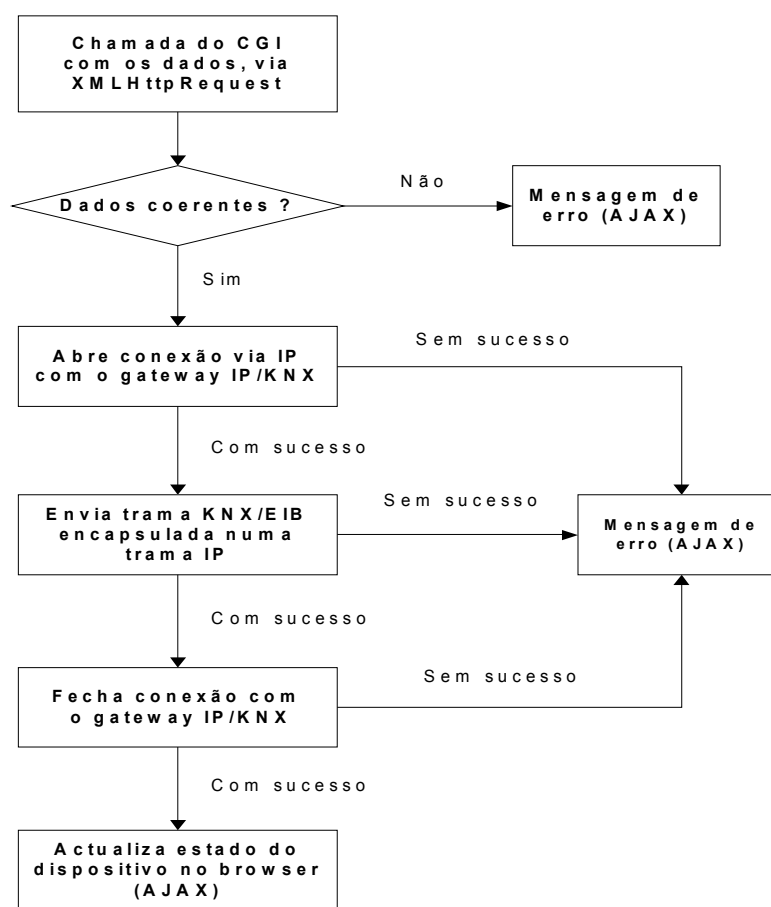 Chamada do CGI
com os dados, via
XMLHttpRequest
Dados coerentes ?
Não
Mensagem de
erro (AJAX)
Sim
Abre conexão via IP
com o gateway IP/KNX
Sem sucesso
Com sucesso
Envia trama KNX/EIB
encapsulada numa
trama IP
Sem sucesso
Mensagem de
erro (AJAX)
Com sucesso
Fecha conexão com
o gateway IP/KNX
Sem sucesso
Com sucesso
Actualiza estado do
dispositivo no browser
(AJAX)